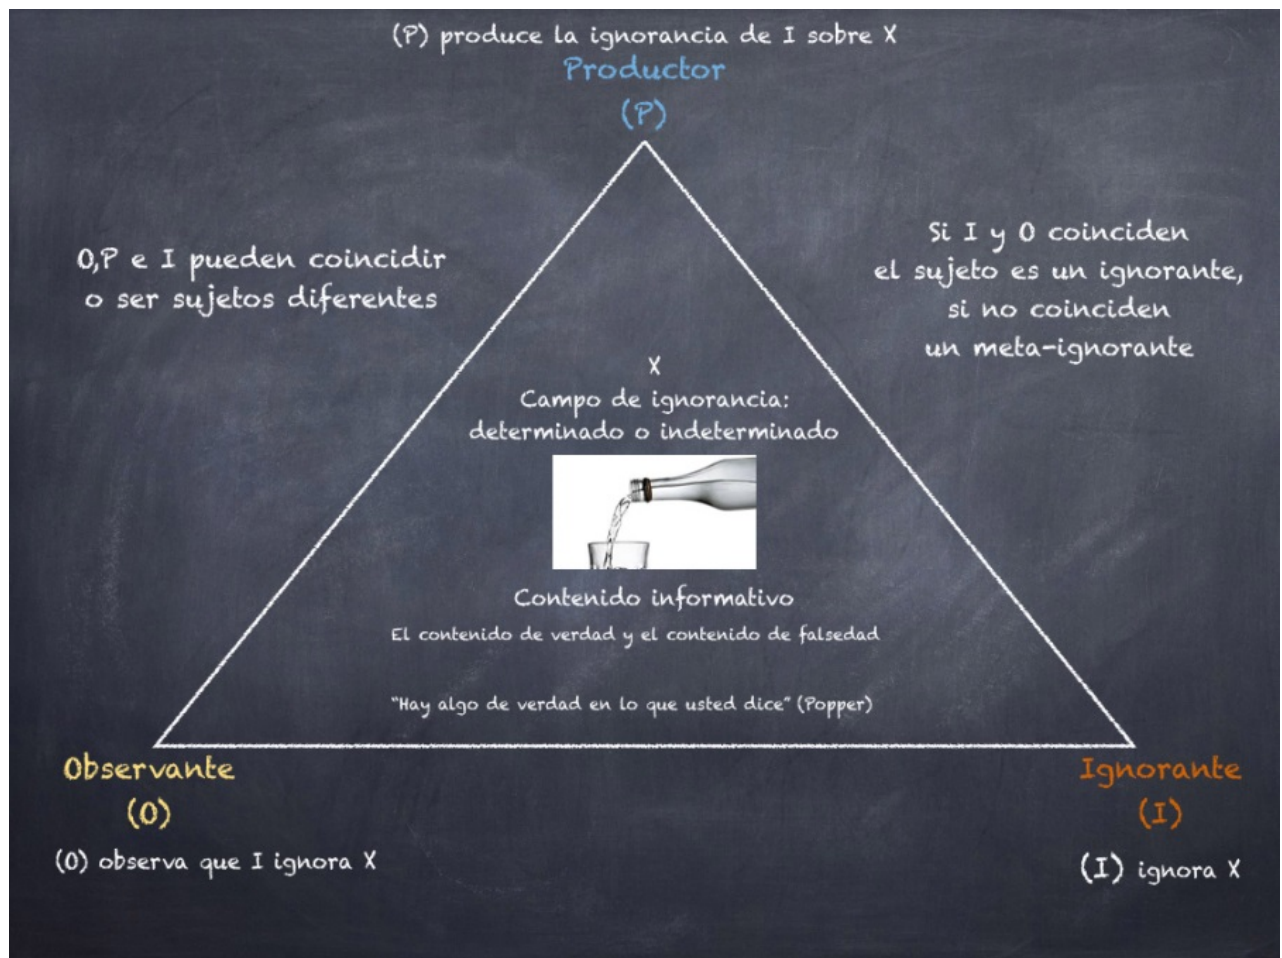 (P) produce la ignorancia de I sobre X
Productor
(P)
O,P e I pueden coincidir
o ser sujetos diferentes
Si I y O coinciden
el sujeto es un ignorante,
si no coinciden
un meta-ignorante
X
Campo de ignorancia:
determinado o indeterminado
Contenido informativo
El contenido de verdad y el contenido de falsedad
"Hay algo de verdad en lo que usted dice" (Popper)
Observante
(O)
(O) observa que I ignora X
Ignorante
(I)
(I) ignora X